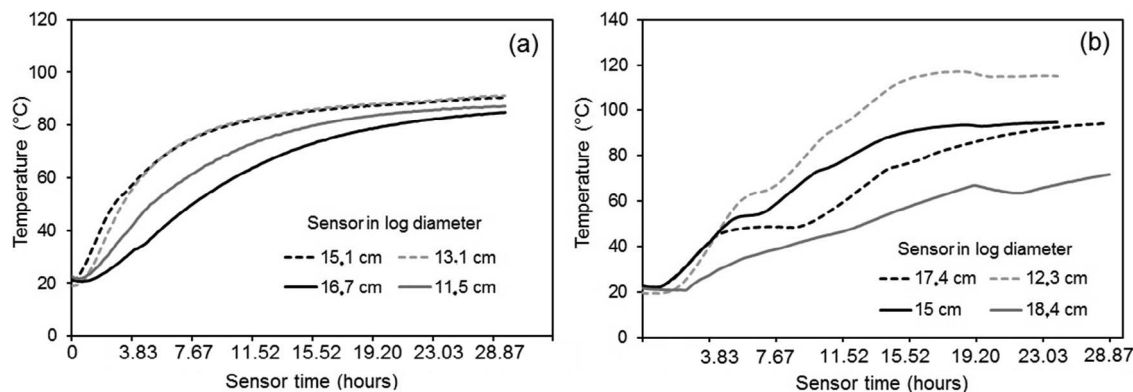 120
100
80
60
40
20
0
Temperature (°C)
(a)
Sensor in log diameter
15.1 cm
13.1 cm
16.7 cm
11.5 cm
0 3.83 7.67 11.52 15.52 19.20 23.03 28.87
Sensor time (hours)
140
120
100
80
60
40
20
0
Temperature (°C)
(b)
Sensor in log diameter
17.4 cm
12.3 cm
15 cm
18.4 cm
3.83 7.67 11.52 15.52 19.20 23.03 28.87
Sensor time (hours)